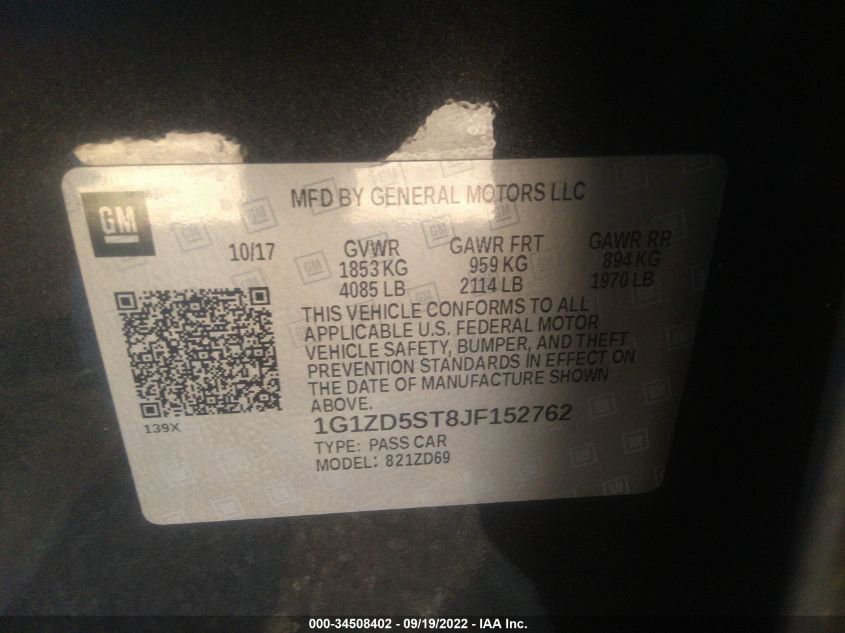 GM
MFD BY GENERAL MOTORS LLC
10/17 GVWR GAWR FRT GAWR RR
1853 KG 959 KG 894 KG
4085 LB 2114 LB 1970 LB
THIS VEHICLE CONFORMS TO ALL
APPLICABLE U.S. FEDERAL MOTOR
VEHICLE SAFETY, BUMPER, AND THEFT
PREVENTION STANDARDS IN EFFECT ON
THE DATE OF MANUFACTURE SHOWN
ABOVE.
139X
1G1ZD5ST8JF152762
TYPE: PASS CAR
MODEL: 821ZD69
000-34508402 - 09/19/2022 - IAA Inc.